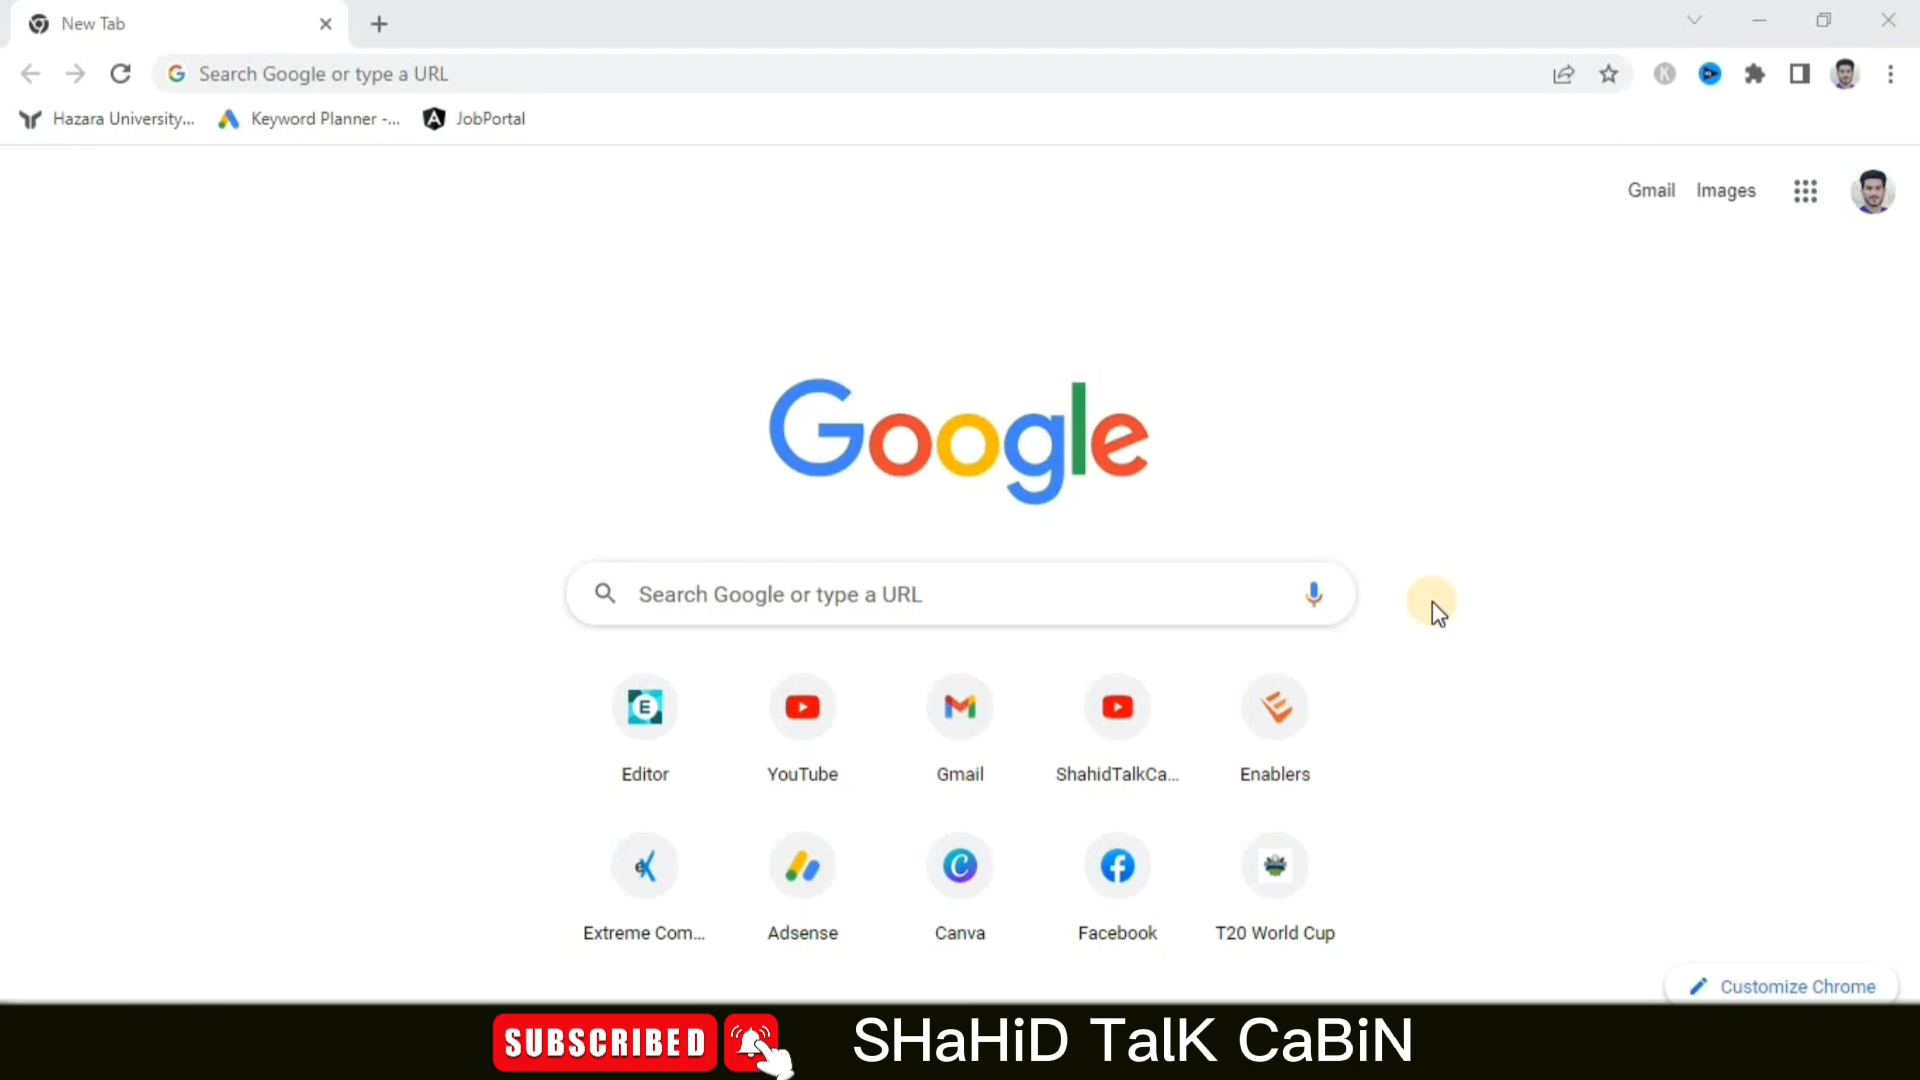 New Tab
Search Google or type a URL
Hazara University...
Keyword Planner -...
JobPortal
Gmail
Images
Google
Search Google or type a URL
Editor
YouTube
Gmail
ShahidTalkCa...
Enablers
Extreme Com...
Adsense
Canva
Facebook
T20 World Cup
Customize Chrome
SUBSCRIBED
SHaHiD TalK CaBiN